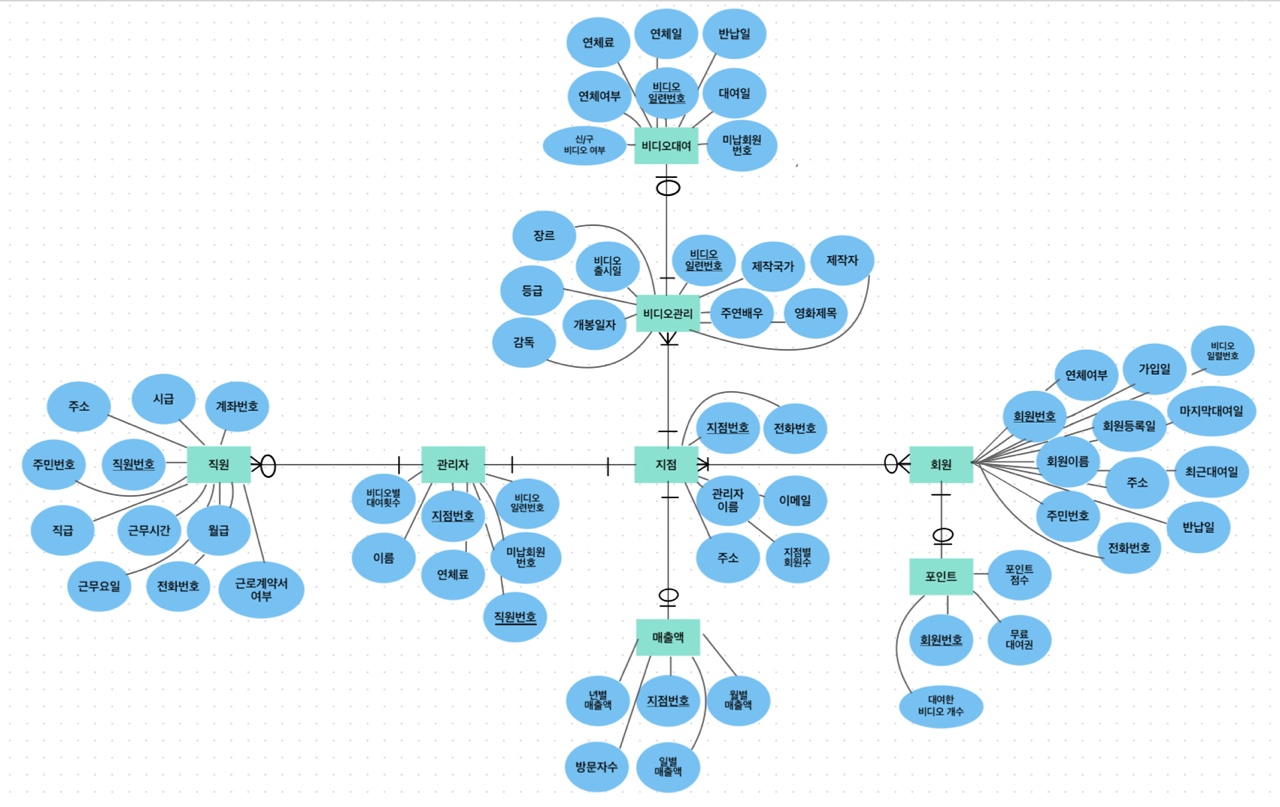 연체료
연체일
반납일
연체여부
비디오
일련번호
대여일
신/구
비디오 여부
비디오대여
미납회원
번호
장르
비디오
출시일
비디오
일련번호
제작국가
제작자
등급
개봉일자
비디오관리
주연배우
영화제목
감독
주소
시급
계좌번호
주민번호
직원번호
직원
직급
근무시간
월급
근무요일
전화번호
근로계약서
여부
관리자
비디오별
대여횟수
지점번호
비디오
일련번호
이름
연체료
미납회원
번호
직원번호
지점번호
전화번호
지점
관리자
이름
이메일
주소
지점별
회원수
비디오
일렬번호
연체여부
가입일
회원번호
회원등록일
마지막대여일
회원
회원이름
주소
최근대여일
주민번호
전화번호
반납일
포인트
포인트
점수
회원번호
무료
대여권
대여한
비디오 개수
매출액
년별
매출액
지점번호
월별
매출액
방문자수
일별
매출액